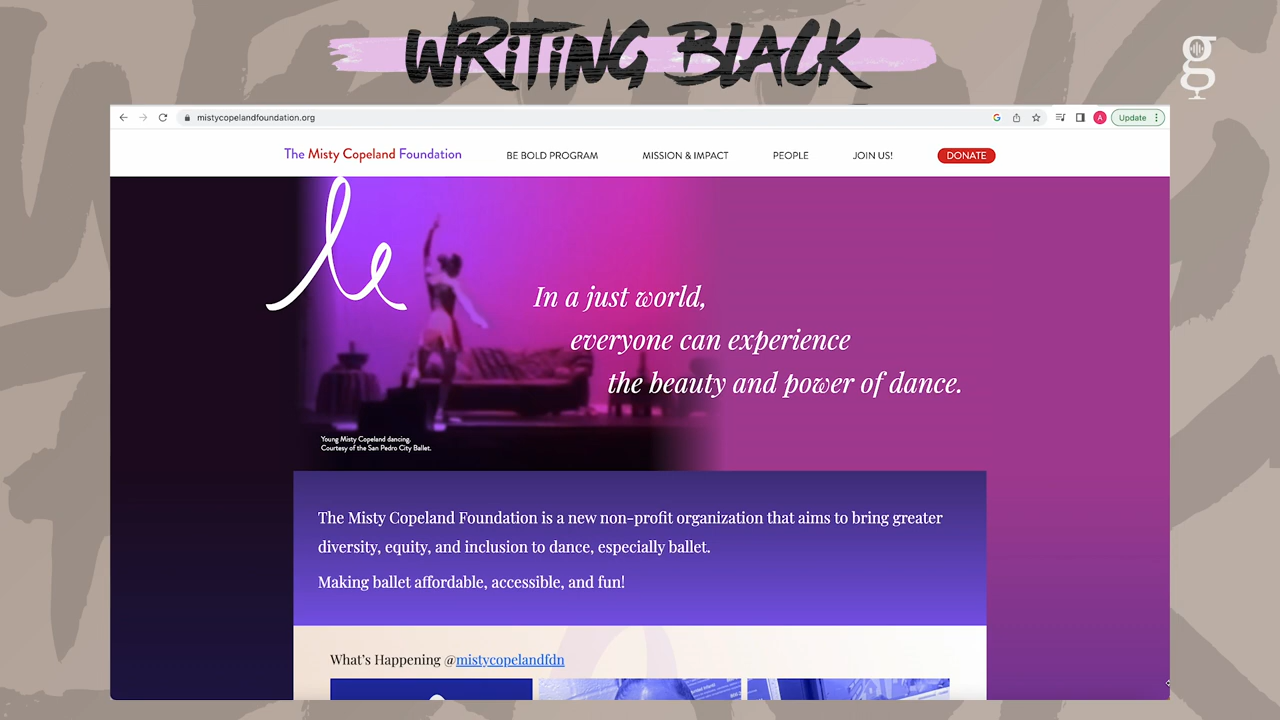 WRITING BLACK
g
mistycopelandfoundation.org
A
Update
The Misty Copeland Foundation
BE BOLD PROGRAM
MISSION & IMPACT
PEOPLE
JOIN US!
DONATE
In a just world,
everyone can experience
the beauty and power of dance.
Young Misty Copeland dancing.
Courtesy of the San Pedro City Ballet.
The Misty Copeland Foundation is a new non-profit organization that aims to bring greater
diversity, equity, and inclusion to dance, especially ballet.
Making ballet affordable, accessible, and fun!
What's Happening @mistycopelandfdn